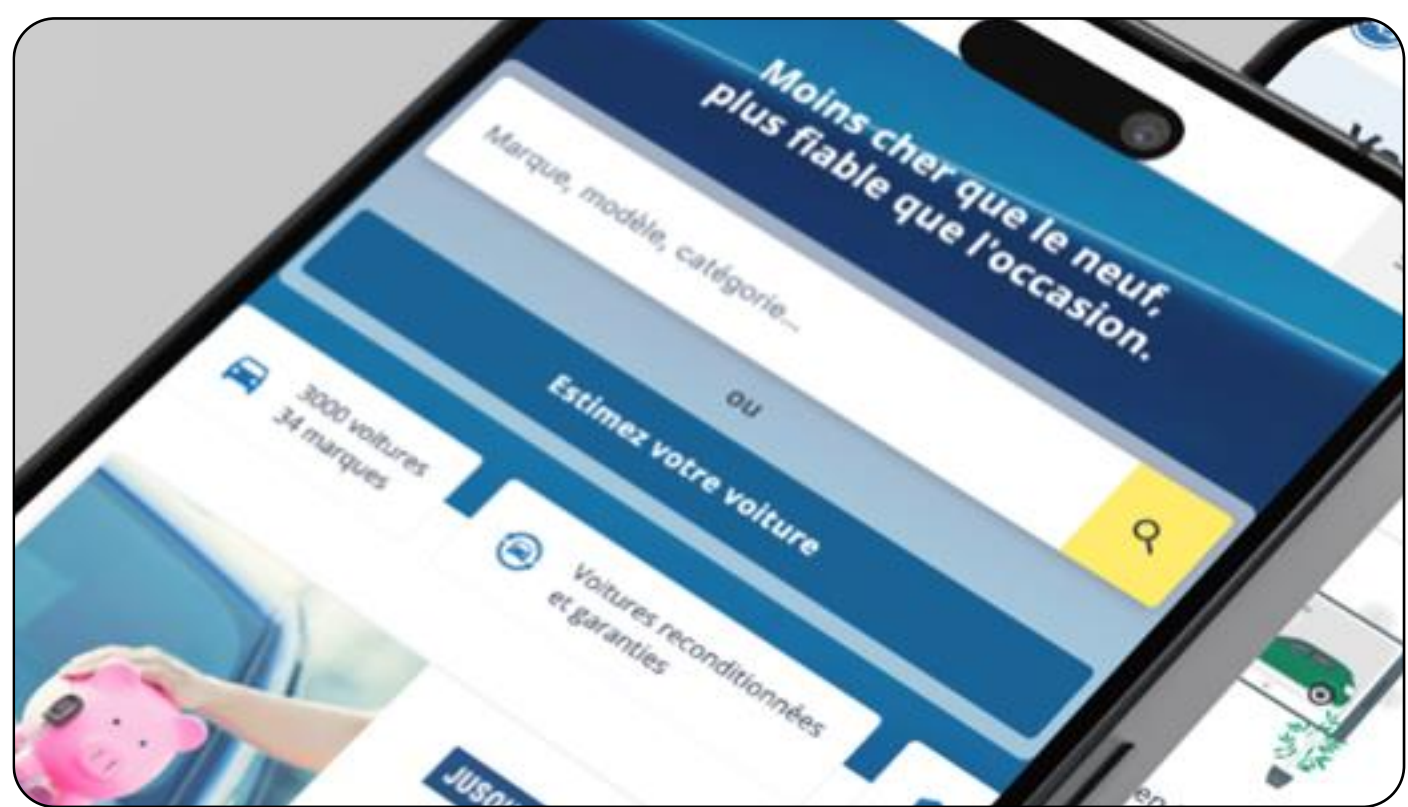 Moins cher que le neuf,
plus fiable que l'occasion.
Marque, modèle, catégorie...
ou
Estimez votre voiture
3000 voitures
34 marques
Voitures reconditionnées
et garanties